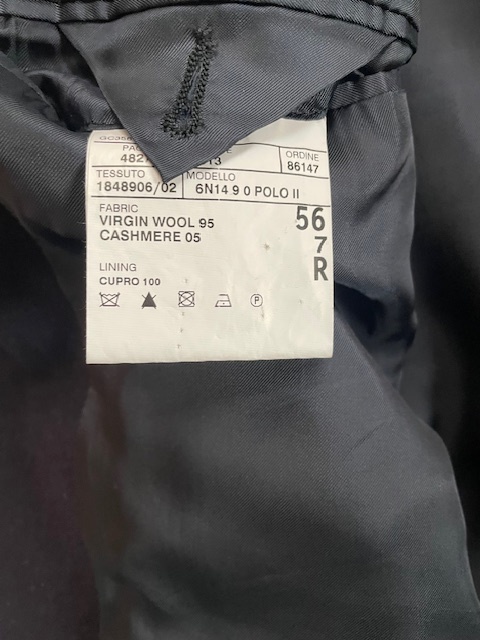 ORDINE
86147
TESSUTO MODELLO
1848906/02 6N14 9 0 POLO II
FABRIC
VIRGIN WOOL 95
CASHMERE 05
56
7
R
LINING
CUPRO 100
P